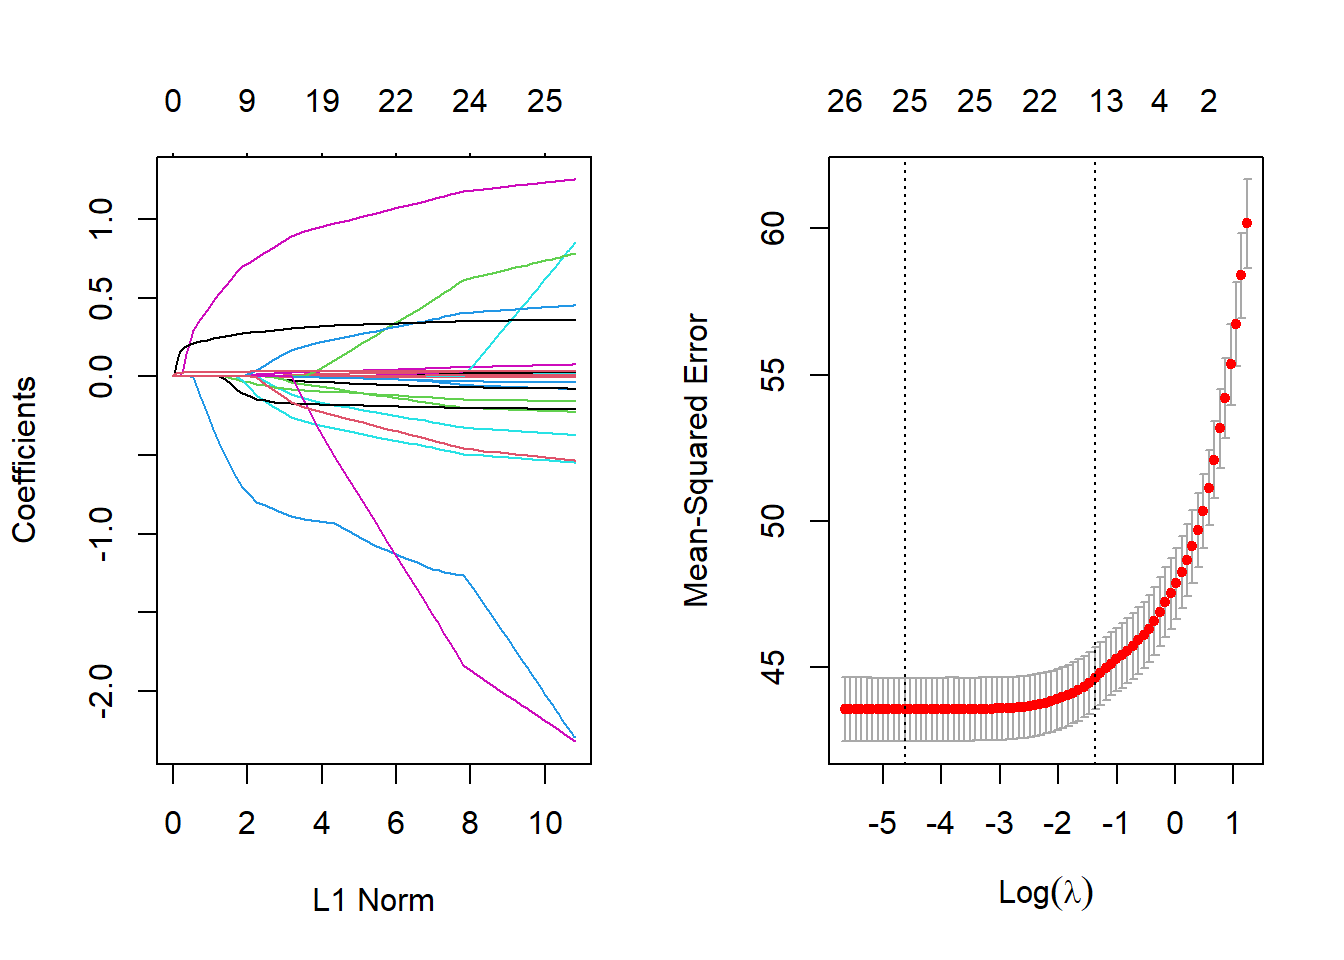 0 9 19 22 24 25
1.0
0.5
0.0
-1.0
-2.0
Coefficients
0 2 4 6 8 10
L1 Norm
26 25 25 22 13 4 2
60
55
50
45
Mean-Squared Error
-5 -4 -3 -2 -1 0 1
Log(λ)